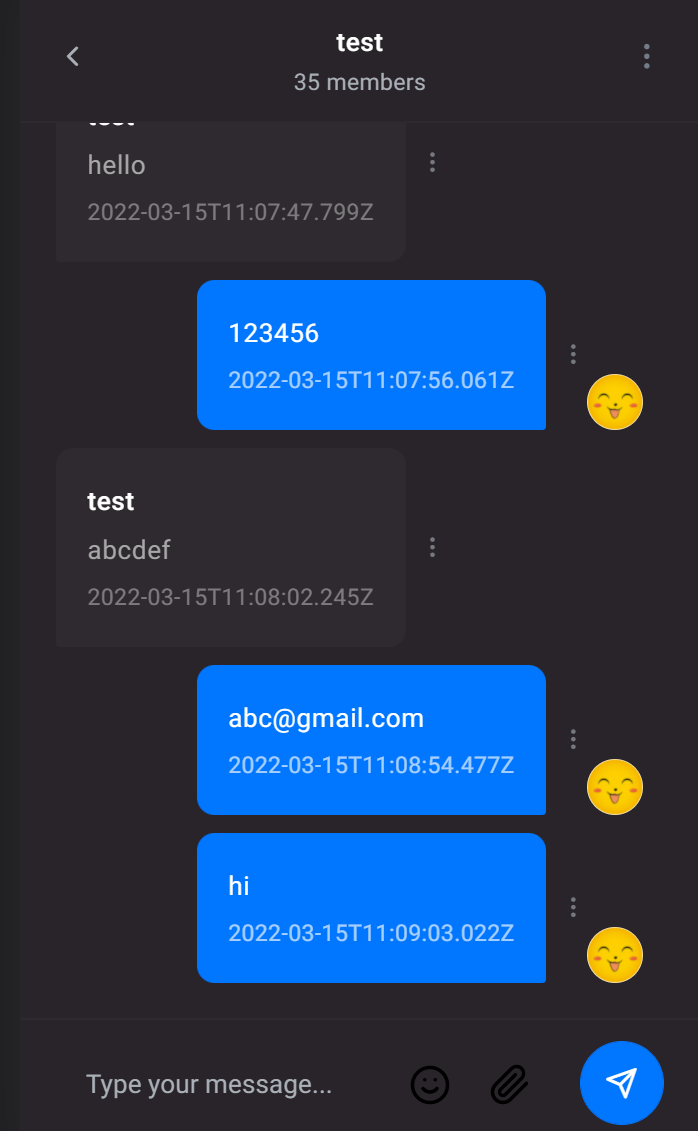 test
35 members
test
hello
2022-03-15T11:07:47.799Z
123456
2022-03-15T11:07:56.061Z
test
abcdef
2022-03-15T11:08:02.245Z
abc@gmail.com
2022-03-15T11:08:54.477Z
hi
2022-03-15T11:09:03.022Z
Type your message...